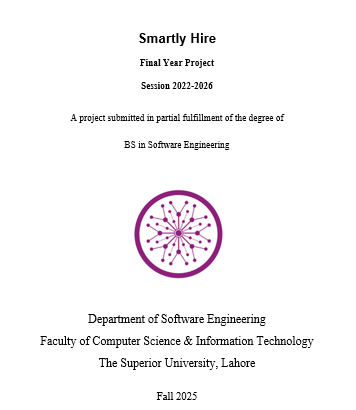 Smartly Hire
Final Year Project
Session 2022-2026
A project submitted in partial fulfillment of the degree of
BS in Software Engineering
Department of Software Engineering
Faculty of Computer Science & Information Technology
The Superior University, Lahore
Fall 2025